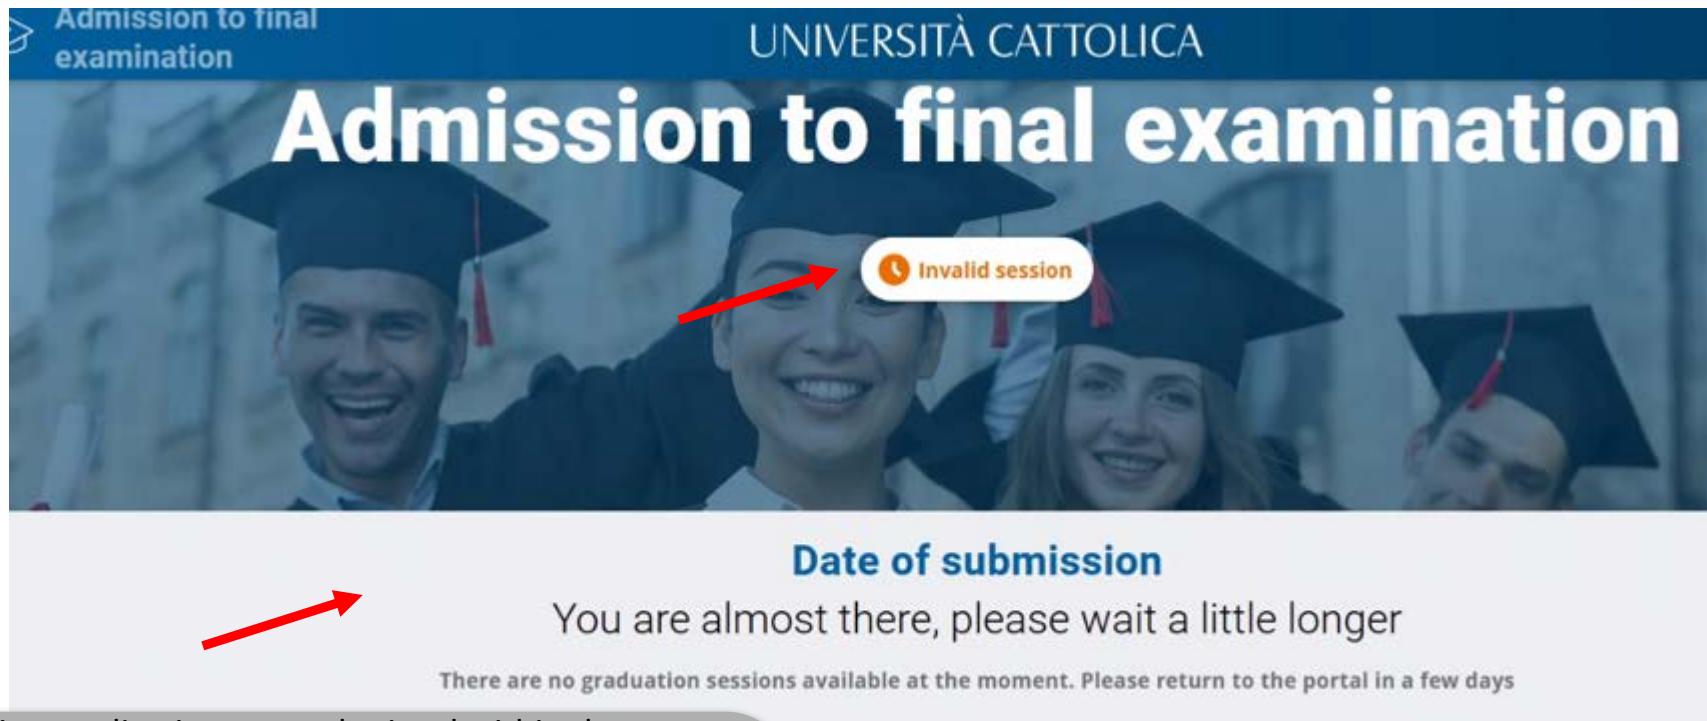 Admission to final
examination
UNIVERSITÀ CATTOLICA
Admission to final examination
Invalid session
Date of submission
You are almost there, please wait a little longer
There are no graduation sessions available at the moment. Please return to the portal in a few days